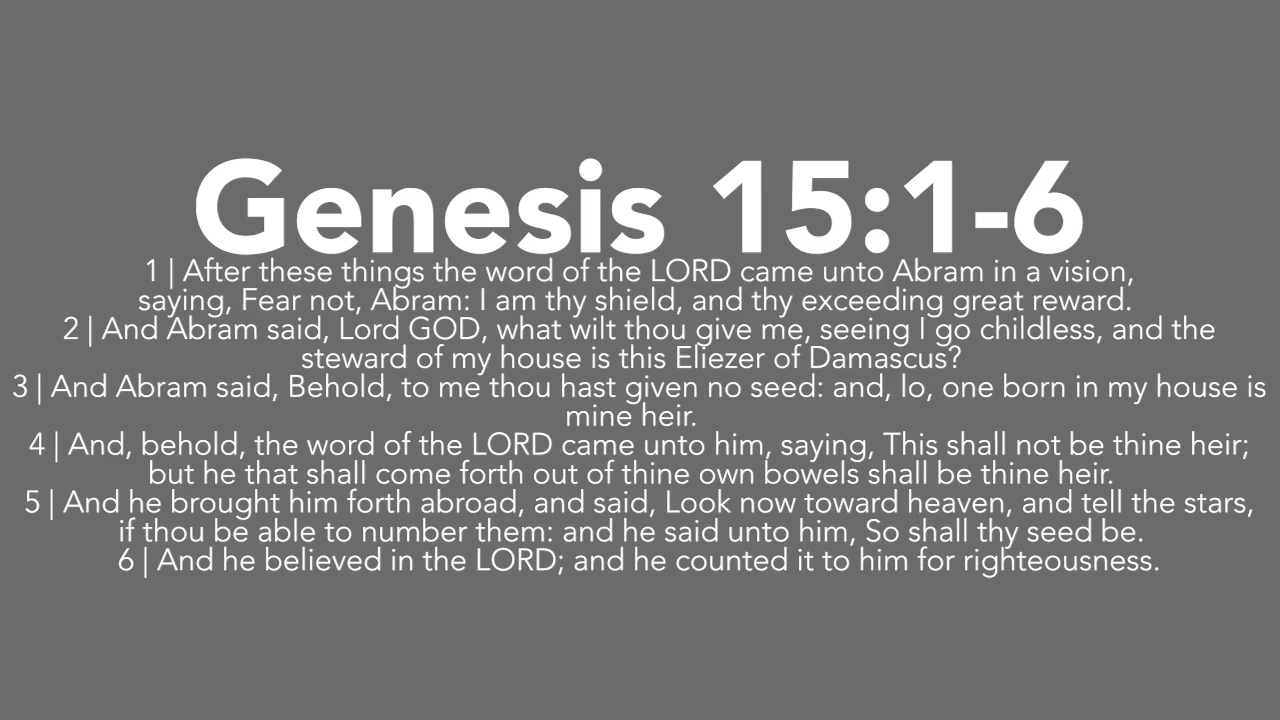 Genesis 15:1-6
1 | After these things the word of the LORD came unto Abram in a vision,
saying, Fear not, Abram: I am thy shield, and thy exceeding great reward.
2 | And Abram said, Lord GOD, what wilt thou give me, seeing I go childless, and the
steward of my house is this Eliezer of Damascus?
3 | And Abram said, Behold, to me thou hast given no seed: and, lo, one born in my house is
mine heir.
4 | And, behold, the word of the LORD came unto him, saying, This shall not be thine heir;
but he that shall come forth out of thine own bowels shall be thine heir.
5 | And he brought him forth abroad, and said, Look now toward heaven, and tell the stars,
if thou be able to number them: and he said unto him, So shall thy seed be.
6 | And he believed in the LORD; and he counted it to him for righteousness.